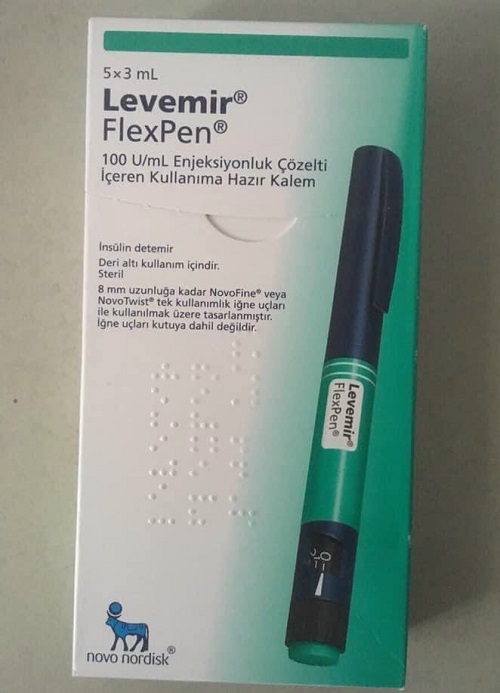 5×3 mL
Levemir®
FlexPen®
100 U/mL Enjeksiyonluk Çözelti
İçeren Kullanıma Hazır Kalem
İnsülin detemir
Deri altı kullanım içindir.
Steril
8 mm uzunluğa kadar NovoFine® veya
NovoTwist® tek kullanımlık iğne uçları
ile kullanılmak üzere tasarlanmıştır.
İğne uçları kutuya dahil değildir.
Levemir®
FlexPen®
novo nordisk®